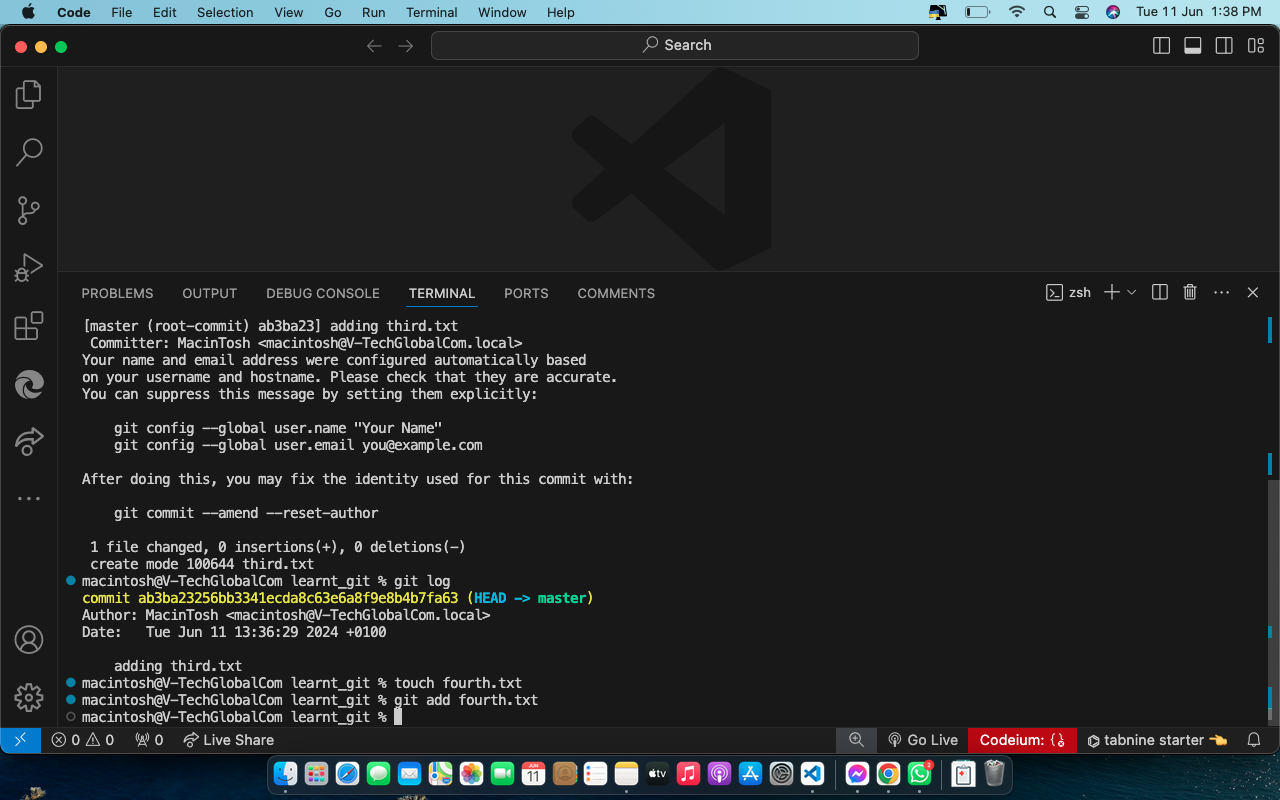 Code File Edit Selection View Go Run Terminal Window Help Tue 11 Jun 1:38 PM
Search
PROBLEMS OUTPUT DEBUG CONSOLE TERMINAL PORTS COMMENTS zsh
[master (root-commit) ab3ba23] adding third.txt
Committer: MacinTosh <macintosh@V-TechGlobalCom.local>
Your name and email address were configured automatically based
on your username and hostname. Please check that they are accurate.
You can suppress this message by setting them explicitly:
git config --global user.name "Your Name"
git config --global user.email you@example.com
After doing this, you may fix the identity used for this commit with:
git commit --amend --reset-author
1 file changed, 0 insertions(+), 0 deletions(-)
create mode 100644 third.txt
macintosh@V-TechGlobalCom learnt_git % git log
commit ab3ba23256bb3341ecda8c63e6a8f9e8b4b7fa63 (HEAD -> master)
Author: MacinTosh <macintosh@V-TechGlobalCom.local>
Date: Tue Jun 11 13:36:29 2024 +0100
adding third.txt
macintosh@V-TechGlobalCom learnt_git % touch fourth.txt
macintosh@V-TechGlobalCom learnt_git % git add fourth.txt
macintosh@V-TechGlobalCom learnt_git %
0 0 0 Live Share Go Live Codeium: {} tabnine starter
JUN
11
tv
2